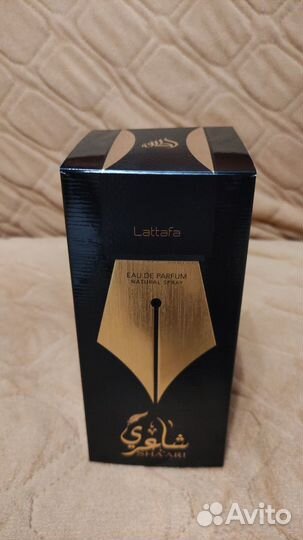 Lattafa
EAU DE PARFUM
NATURAL SPRAY
شاعري
SHA'ARI
Avito